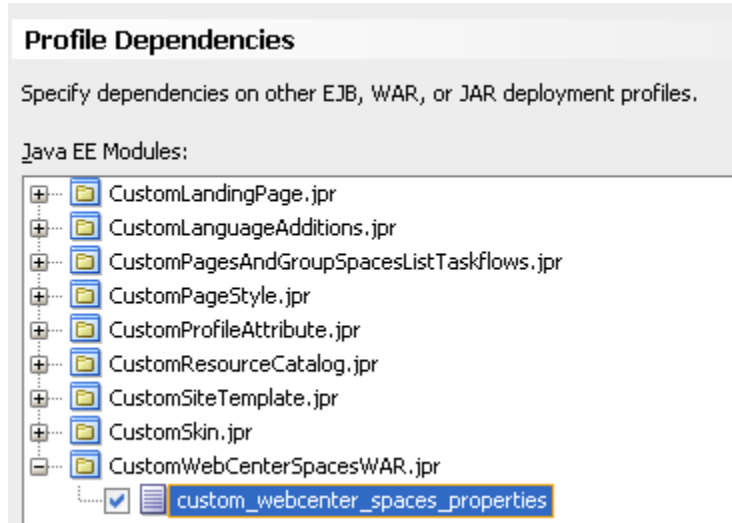 Profile Dependencies
Specify dependencies on other EJB, WAR, or JAR deployment profiles.
Java EE Modules:
CustomLandingPage.jpr
CustomLanguageAdditions.jpr
CustomPagesAndGroupSpacesListTaskflows.jpr
CustomPageStyle.jpr
CustomProfileAttribute.jpr
CustomResourceCatalog.jpr
CustomSiteTemplate.jpr
CustomSkin.jpr
CustomWebCenterSpacesWAR.jpr
custom_webcenter_spaces_properties